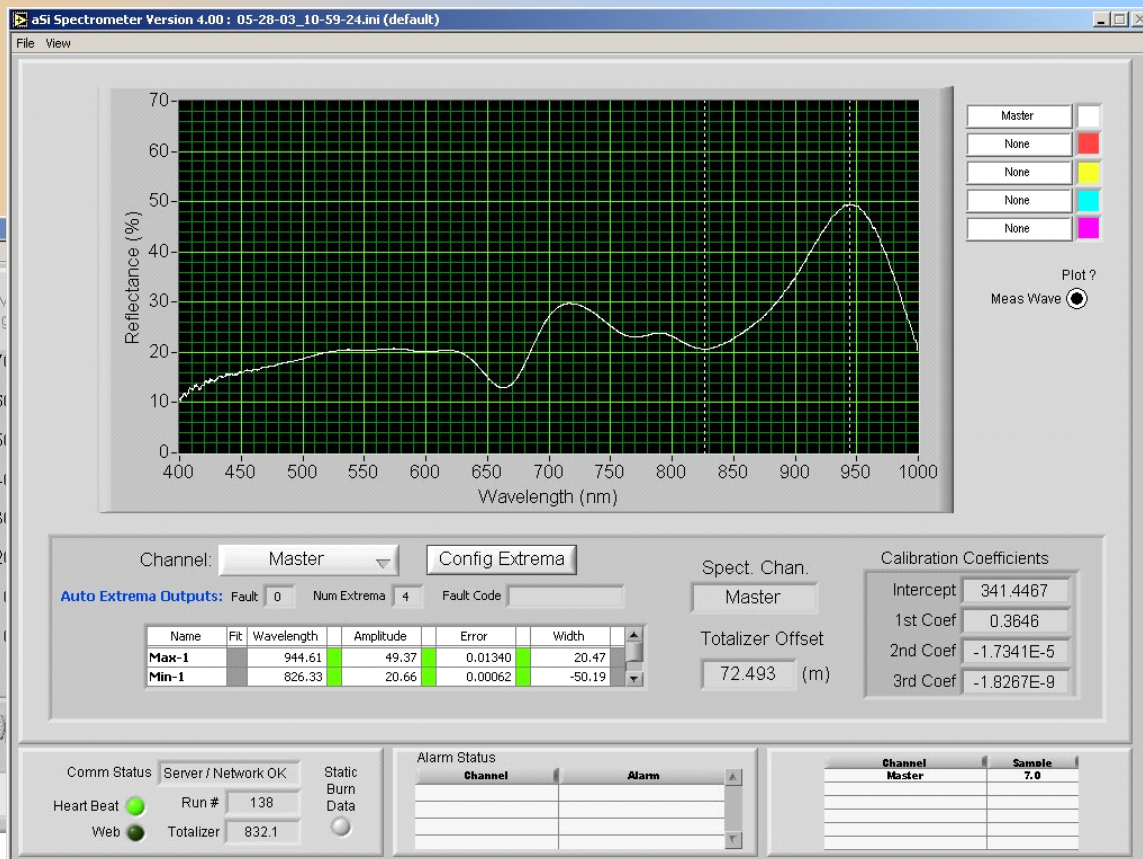 aSi Spectrometer Version 4.00 : 05-28-03_10-59-24.ini (default)
File View
70
60
50
40
30
20
10
0
Reflectance (%)
400 450 500 550 600 650 700 750 800 850 900 950 1000
Wavelength (nm)
Master
None
None
None
None
Plot ?
Meas Wave
Channel: Master Config Extrema
Auto Extrema Outputs: Fault 0 Num Extrema 4 Fault Code
Name Fit Wavelength Amplitude Error Width
Max-1 944.61 49.37 0.01340 20.47
Min-1 826.33 20.66 0.00062 -50.19
Spect. Chan.
Master
Totalizer Offset
72.493 (m)
Calibration Coefficients
Intercept 341.4467
1st Coef 0.3646
2nd Coef -1.7341E-5
3rd Coef -1.8267E-9
Comm Status Server / Network OK
Heart Beat Run # 138
Web Totalizer 832.1
Static
Burn
Data
Alarm Status
Channel Alarm
Channel Sample
Master 7.0